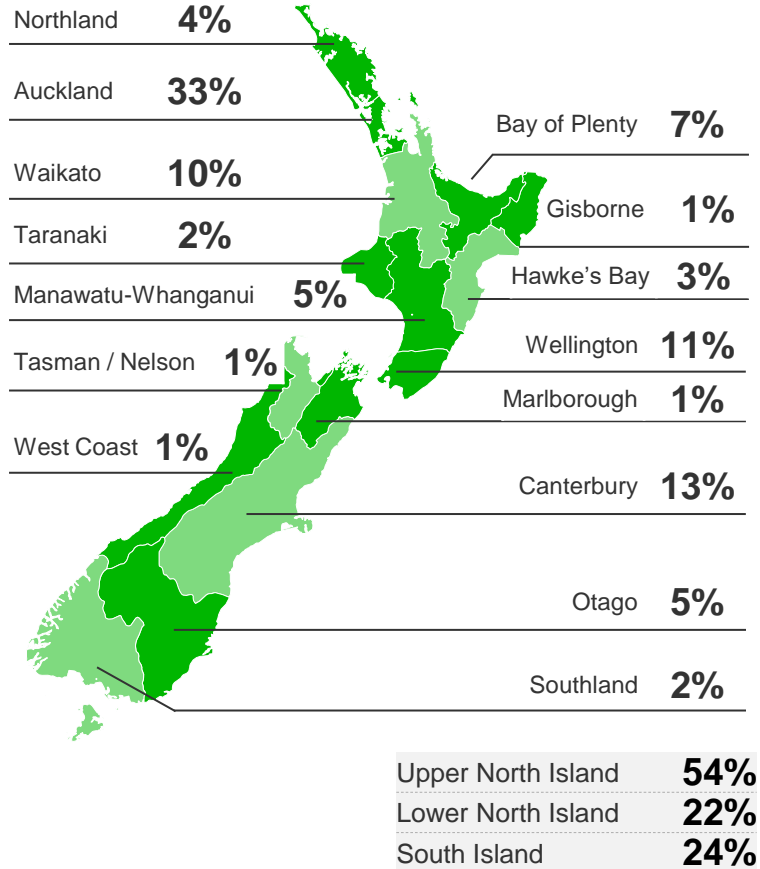 Northland 4%
Auckland 33%
Bay of Plenty 7%
Waikato 10%
Gisborne 1%
Taranaki 2%
Hawke's Bay 3%
Manawatu-Whanganui 5%
Wellington 11%
Tasman / Nelson 1%
Marlborough 1%
West Coast 1%
Canterbury 13%
Otago 5%
Southland 2%
Upper North Island 54%
Lower North Island 22%
South Island 24%